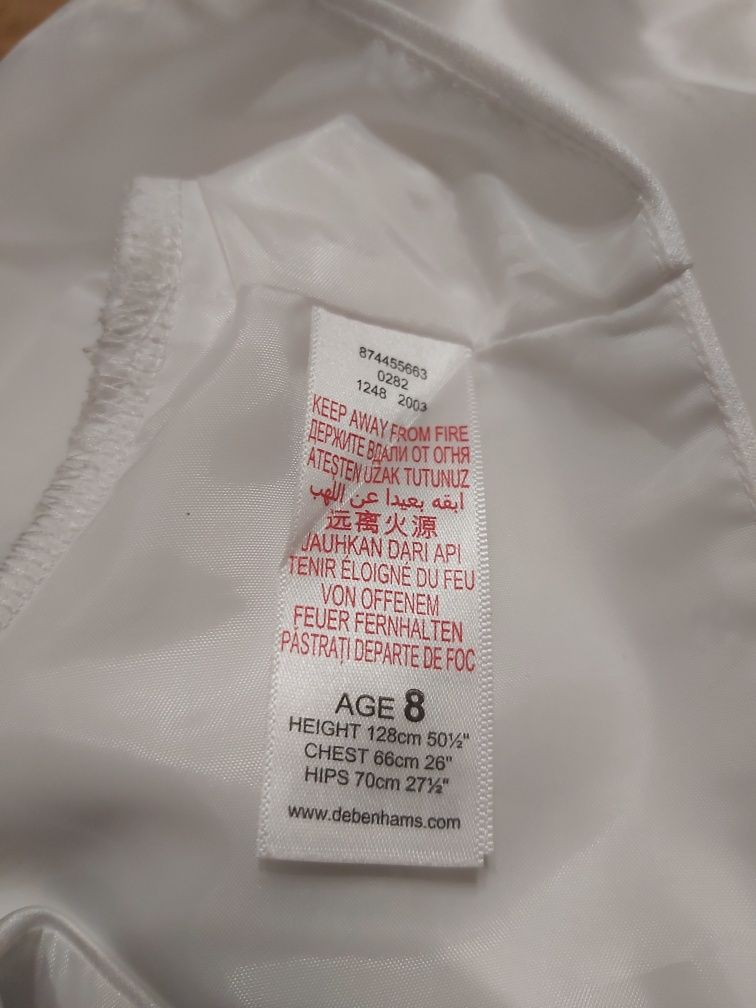 874455663
0282
1248 2003
KEEP AWAY FROM FIRE
ДЕРЖИТЕ ВДАЛИ ОТ ОГНЯ
ATESTEN UZAK TUTUNUZ
ابقه بعيدا عن اللهب
远离火源
JAUHKAN DARI API
TENIR ÉLOIGNÉ DU FEU
VON OFFENEM
FEUER FERNHALTEN
PĂSTRAȚI DEPARTE DE FOC
AGE 8
HEIGHT 128cm 50½"
CHEST 66cm 26"
HIPS 70cm 27½"
www.debenhams.com